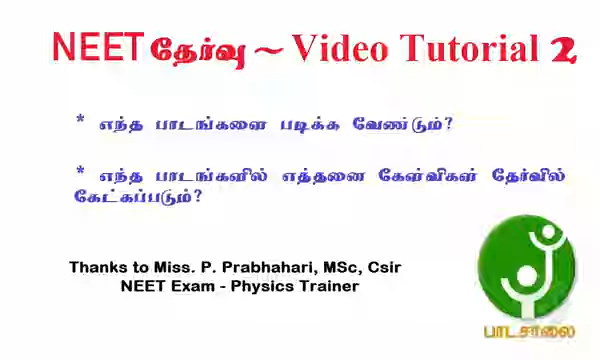 NEET தேர்வு ~ Video Tutorial 2
* எந்த பாடங்களை படிக்க வேண்டும்?
* எந்த பாடங்களில் எத்தனை கேள்விகள் தேர்வில்
கேட்கப்படும்?
Thanks to Miss. P. Prabhahari, MSc, Csir
NEET Exam - Physics Trainer
பாடசாலை